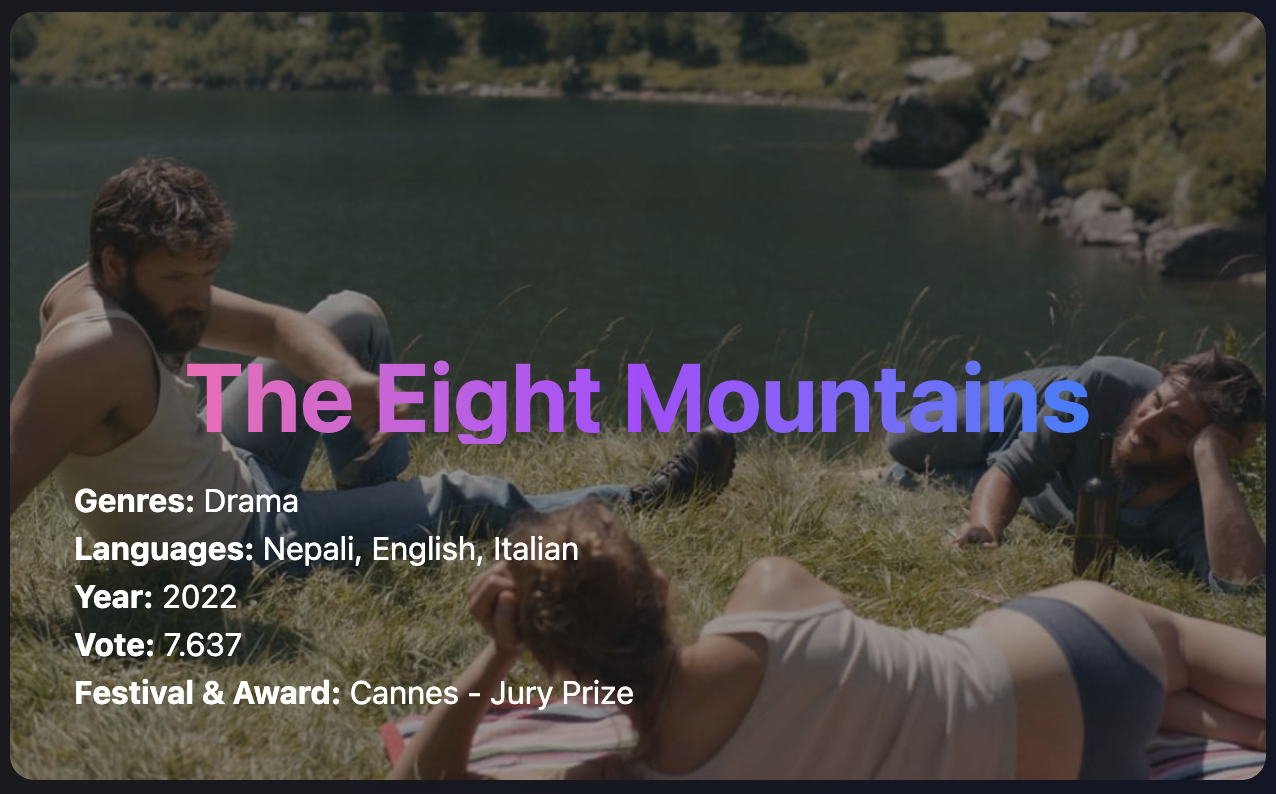 The Eight Mountains
Genres: Drama
Languages: Nepali, English, Italian
Year: 2022
Vote: 7.637
Festival & Award: Cannes - Jury Prize